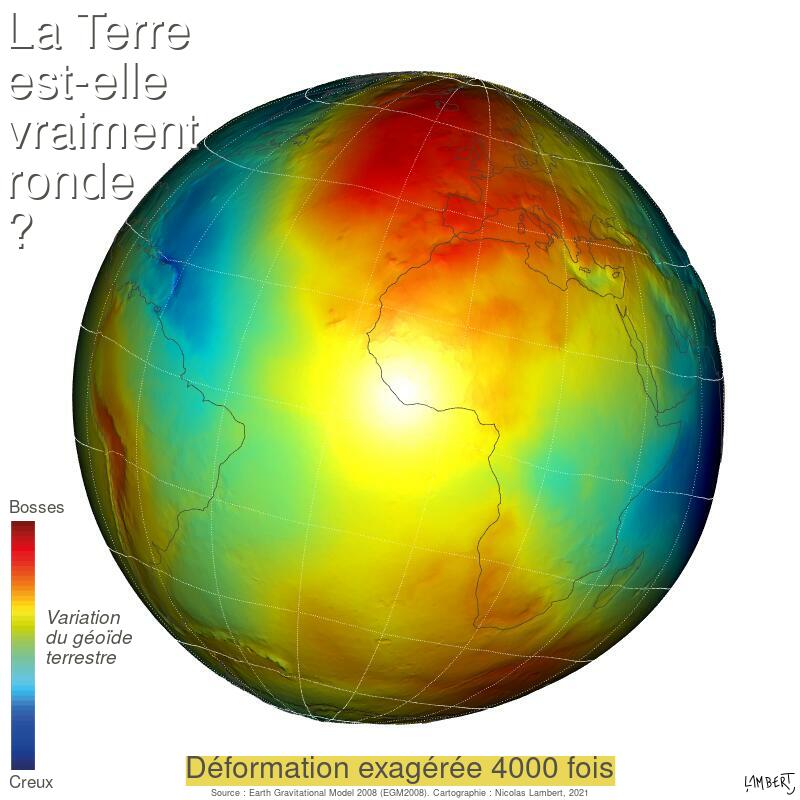 La Terre
est-elle
vraiment
ronde
?
Bosses
Variation
du géoïde
terrestre
Creux
Déformation exagérée 4000 fois
Source : Earth Gravitational Model 2008 (EGM2008). Cartographie : Nicolas Lambert, 2021
LAMBERT